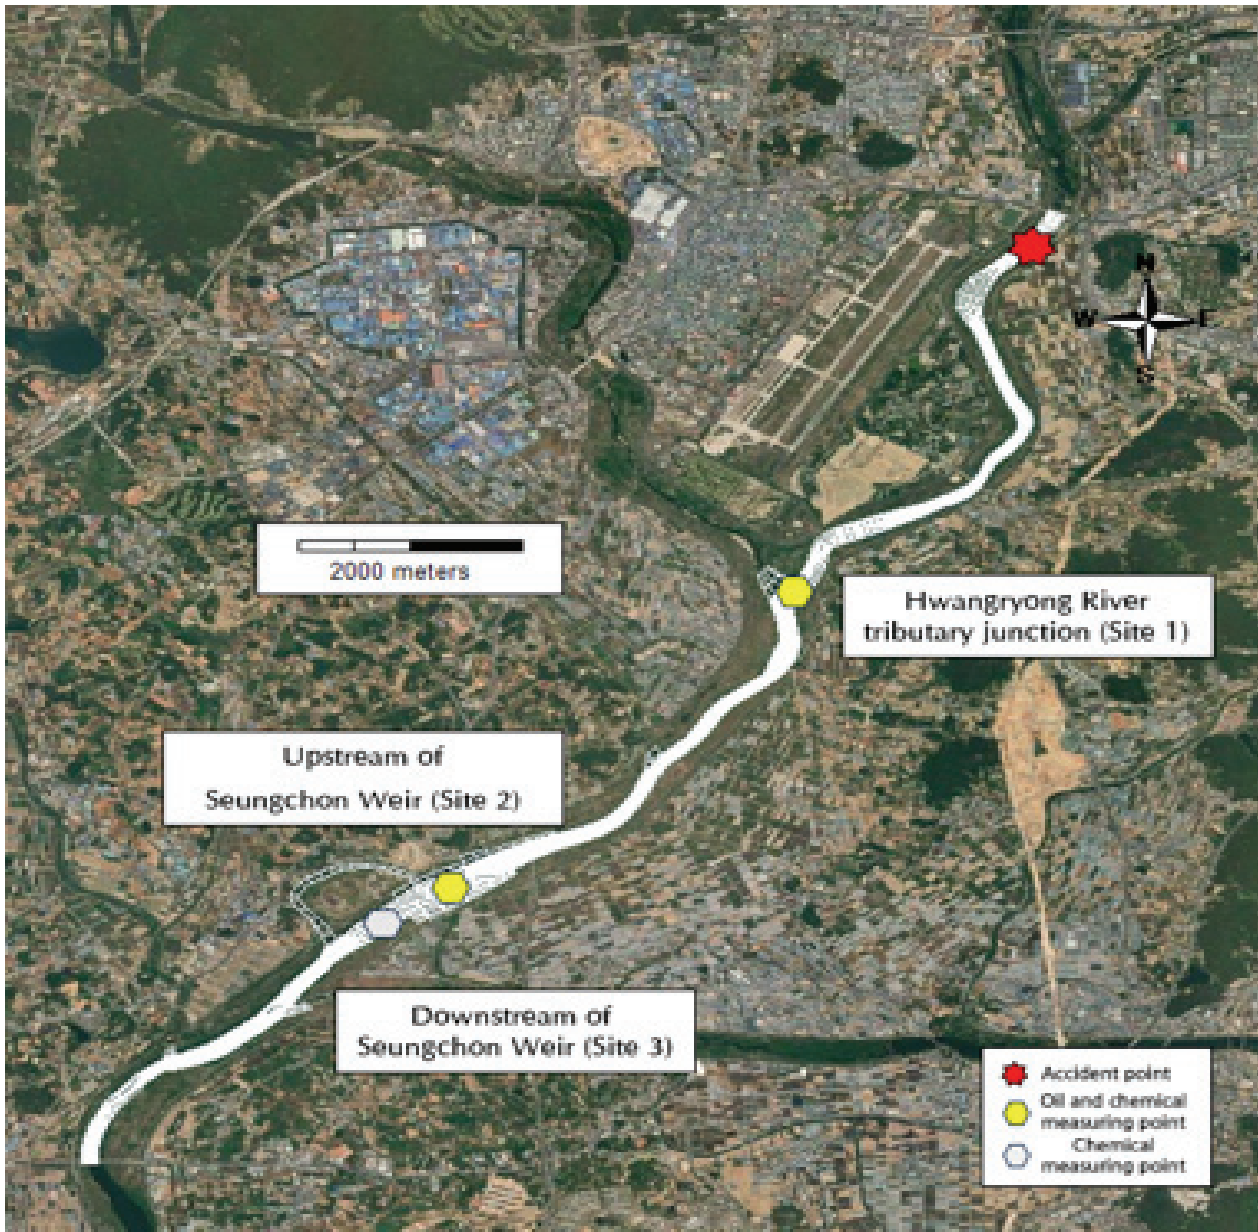 N
W E
S
2000 meters
Hwangryong River
tributary junction (Site 1)
Upstream of
Seungchon Weir (Site 2)
Downstream of
Seungchon Weir (Site 3)
Accident point
Oil and chemical
measuring point
Chemical
measuring point